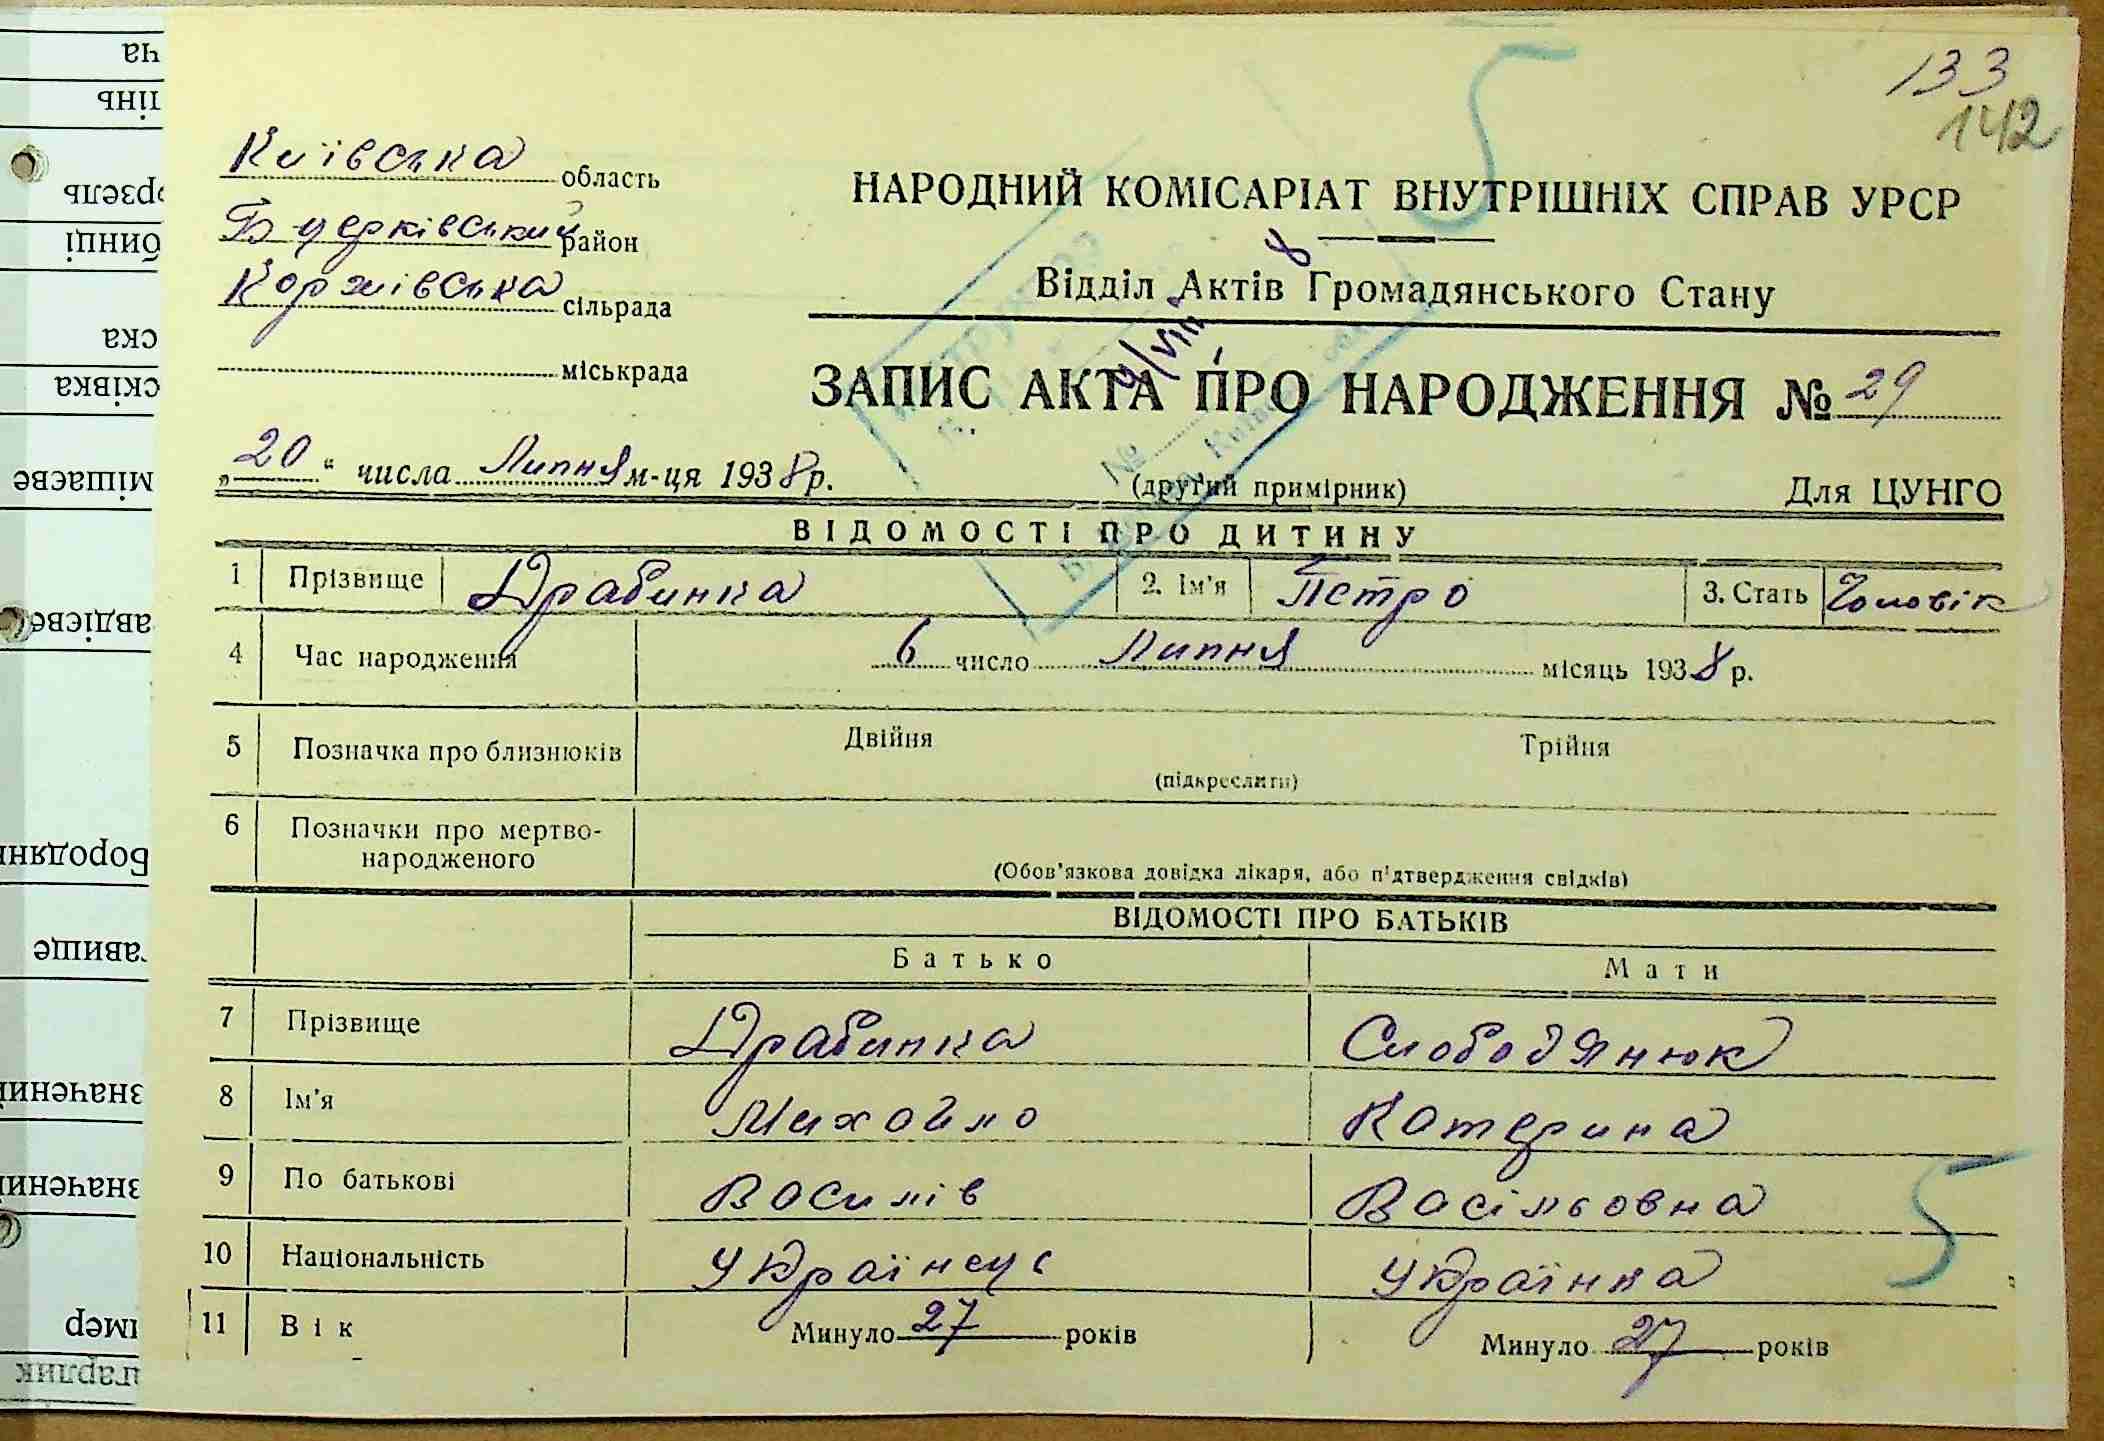 133
142
5
Київська область
Бцерківський район
Коржівська сільрада
міськрада
НАРОДНИЙ КОМІСАРІАТ ВНУТРІШНІХ СПРАВ УРСР
Відділ Актів Громадянського Стану
ЗАПИС АКТА ПРО НАРОДЖЕННЯ № 29
„20" числа Липня м-ця 1938 р.
(другий примірник) Для ЦУНГО
ВІДОМОСТІ ПРО ДИТИНУ
1 Прізвище Драбинка 2. Ім'я Петро 3. Стать Чоловік
4 Час народження 6 число Липня місяць 1938 р.
5 Позначка про близнюків Двійня Трійня
(підкреслити)
6 Позначки про мертво-
народженого
(Обов'язкова довідка лікаря, або підтвердження свідків)
ВІДОМОСТІ ПРО БАТЬКІВ
Батько Мати
7 Прізвище Драбинка Слободянюк
8 Ім'я Михайло Катерина
9 По батькові Василів Васільовна
10 Національність Українець Українка
5
11 Вік Минуло 27 років Минуло 27 років